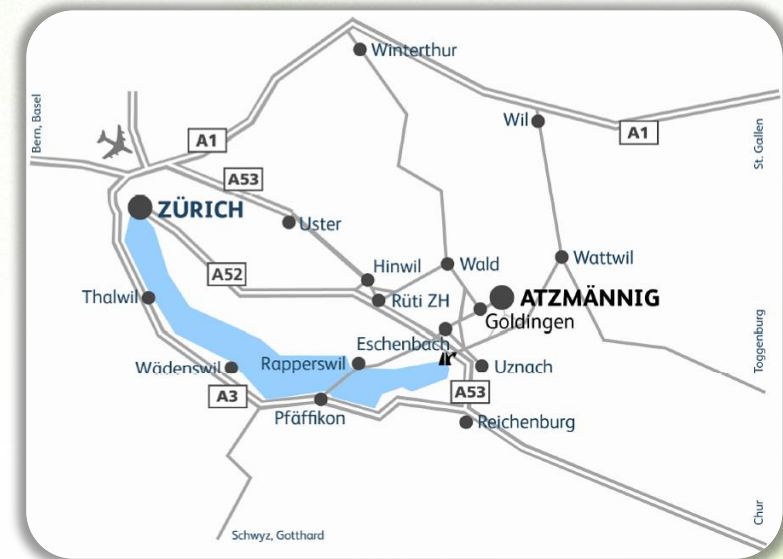 Winterthur
Bern, Basel
Wil
A1
A1
St. Gallen
A53
ZÜRICH
Uster
Hinwil
Wald
Wattwil
A52
Thalwil
Rüti ZH
ATZMÄNNIG
Goldingen
Eschenbach
Toggenburg
Wädenswil
Rapperswil
Uznach
A3
A53
Pfäffikon
Reichenburg
Chur
Schwyz, Gotthard